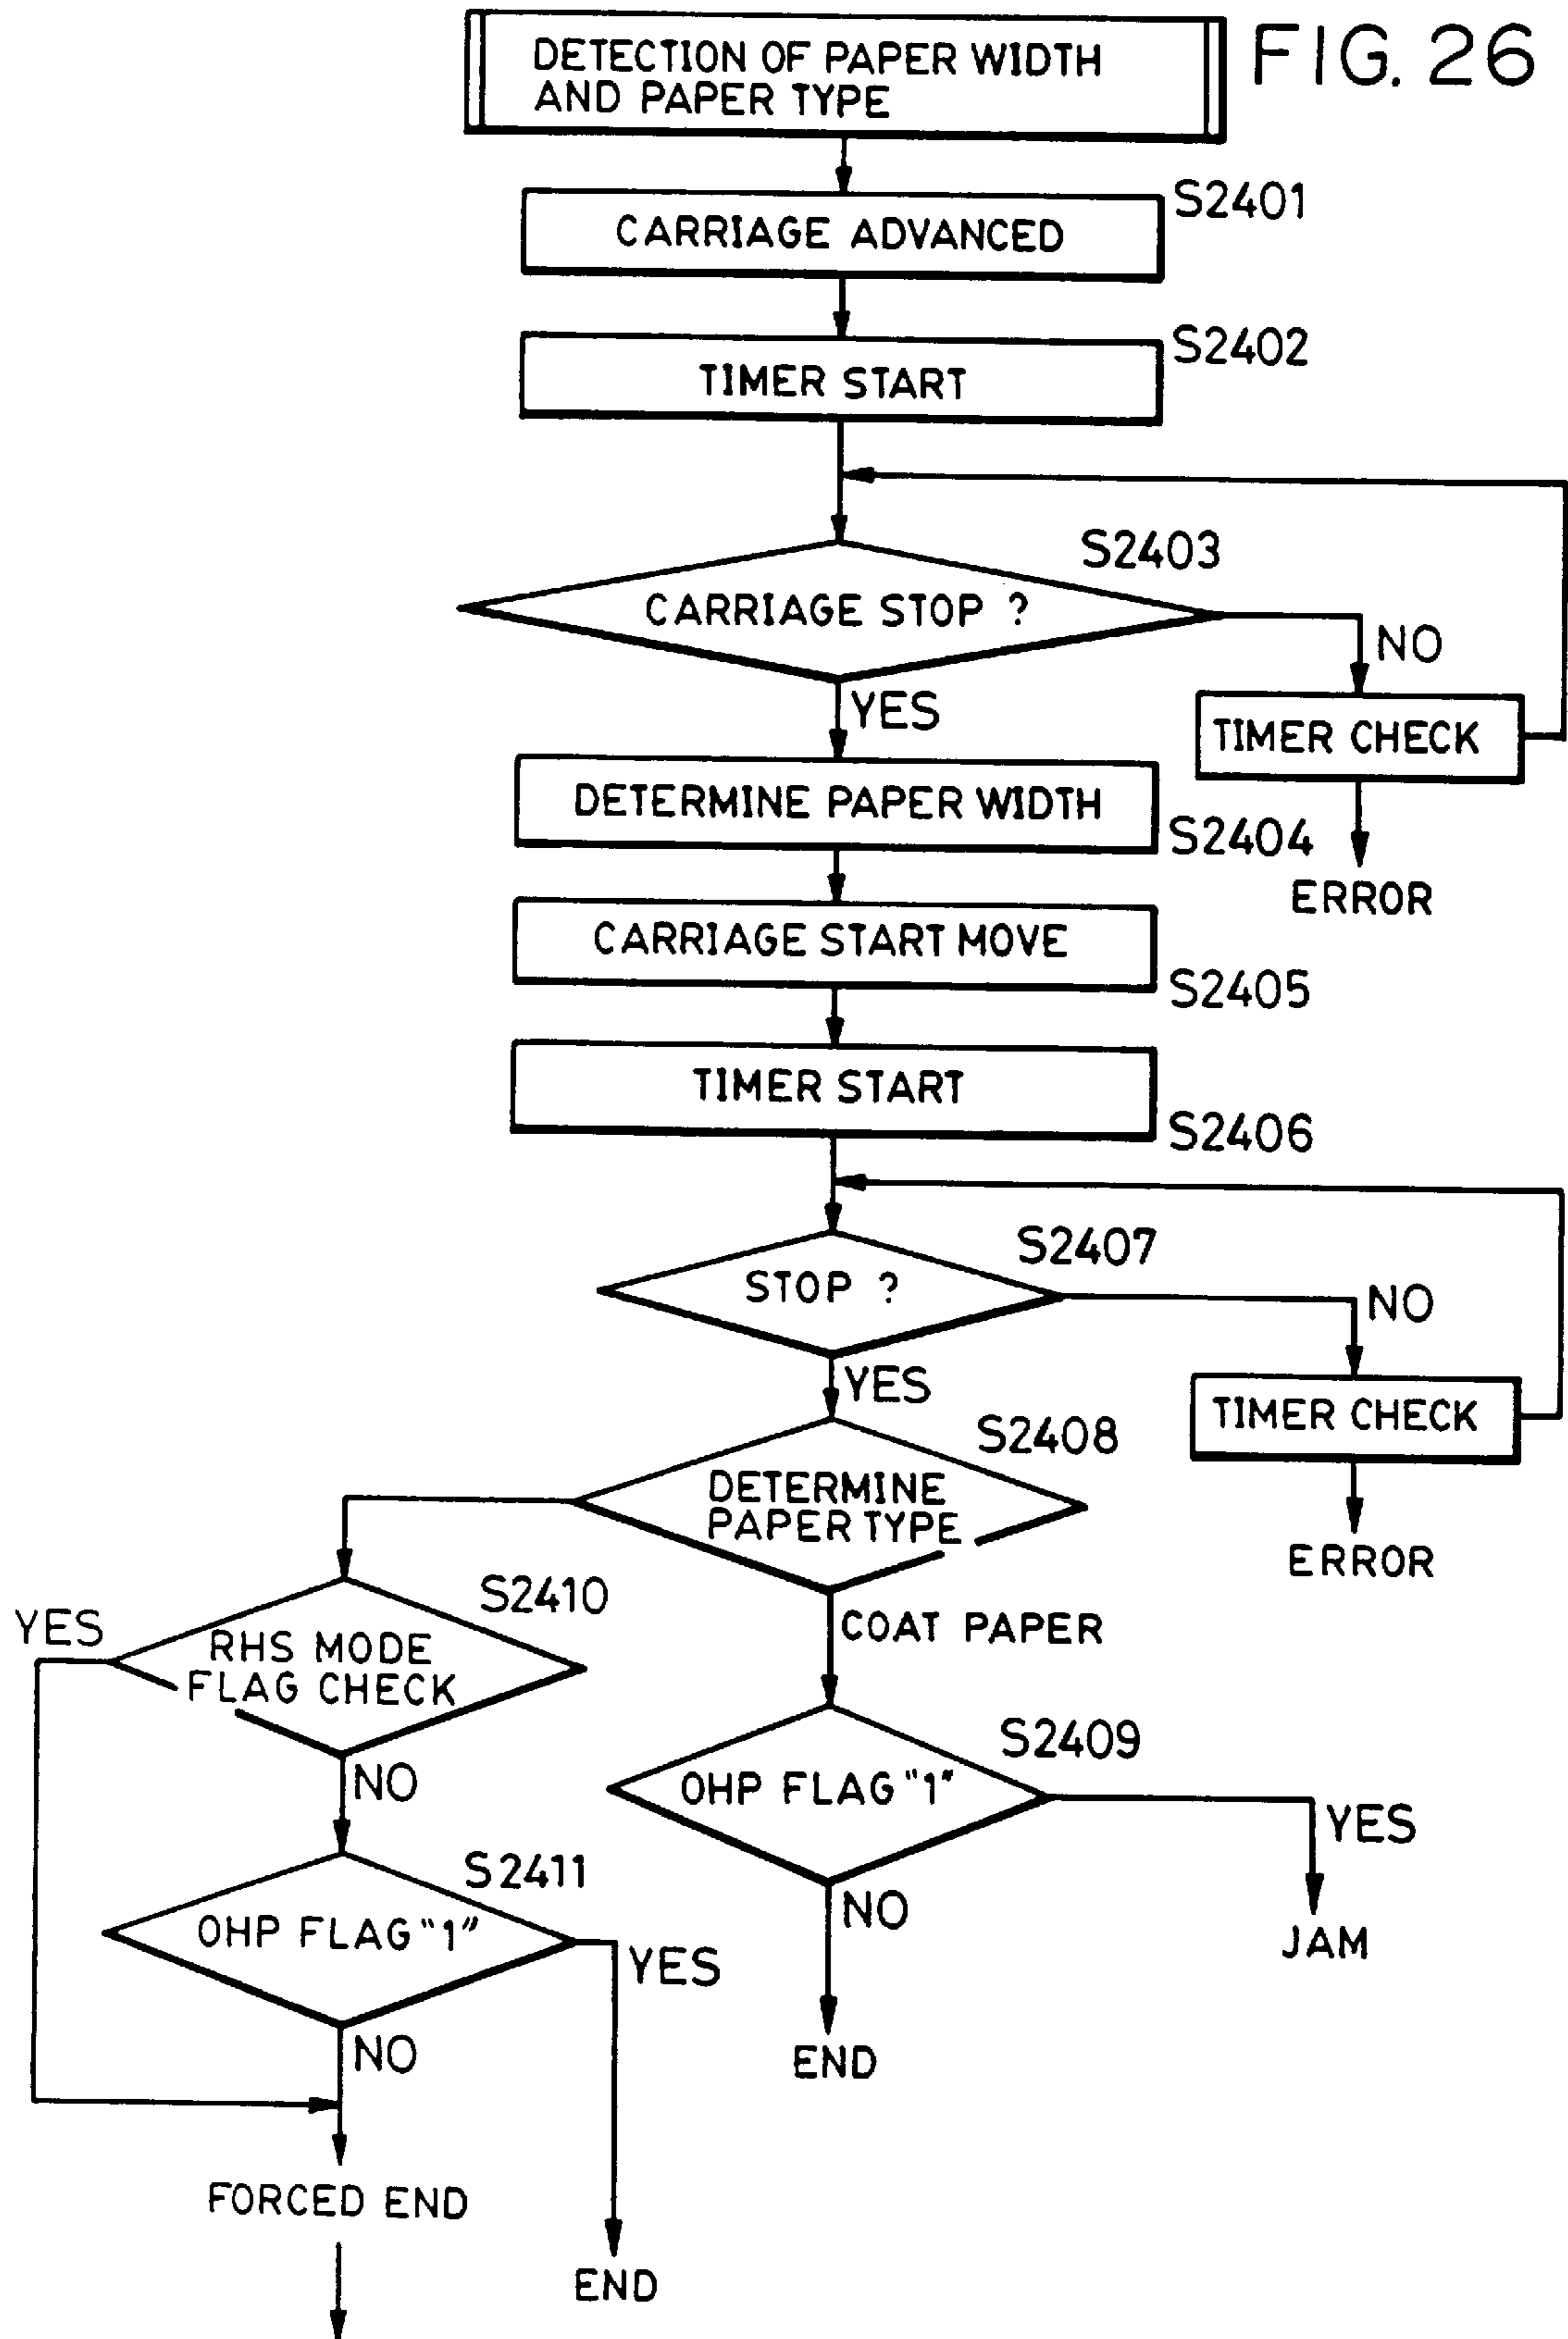 FIG. 26
DETECTION OF PAPER WIDTH
AND PAPER TYPE
S2401
CARRIAGE ADVANCED
S2402
TIMER START
S2403
CARRIAGE STOP ?
NO
YES
TIMER CHECK
DETERMINE PAPER WIDTH
S2404
ERROR
CARRIAGE START MOVE
S2405
TIMER START
S2406
S2407
STOP ?
NO
YES
TIMER CHECK
S2408
DETERMINE
PAPER TYPE
ERROR
S2410
YES
RHS MODE
FLAG CHECK
COAT PAPER
NO
S2409
OHP FLAG "1"
YES
S2411
OHP FLAG "1"
YES
NO
JAM
NO
END
FORCED END
END